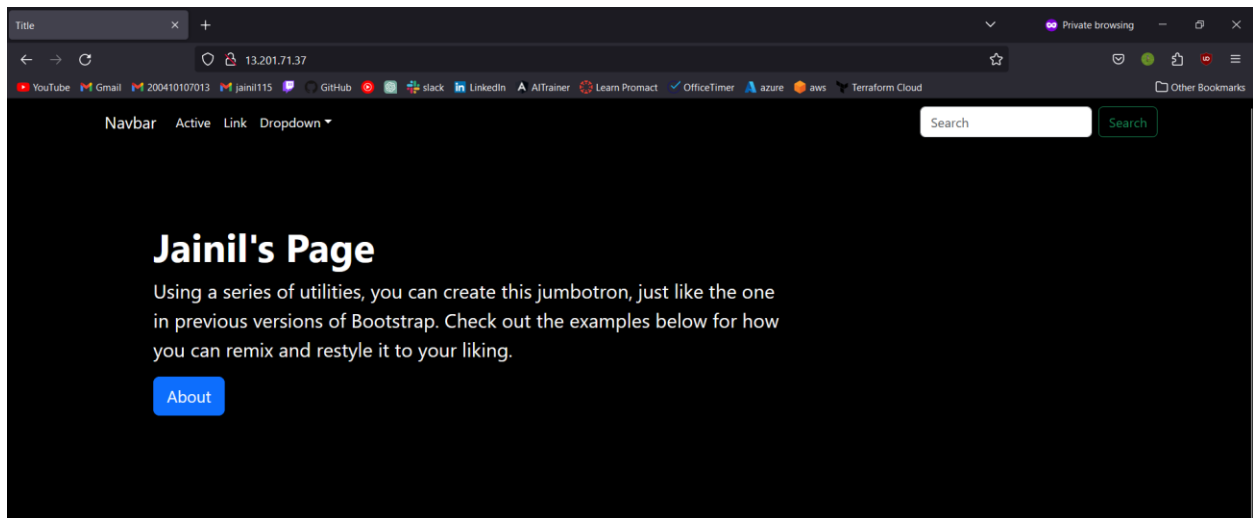 Title
Private browsing
13.201.71.37
YouTube Gmail 200410107013 jainil115 GitHub slack LinkedIn AITrainer Learn Promact OfficeTimer azure aws Terraform Cloud Other Bookmarks
Navbar Active Link Dropdown Search Search
Jainil's Page
Using a series of utilities, you can create this jumbotron, just like the one
in previous versions of Bootstrap. Check out the examples below for how
you can remix and restyle it to your liking.
About